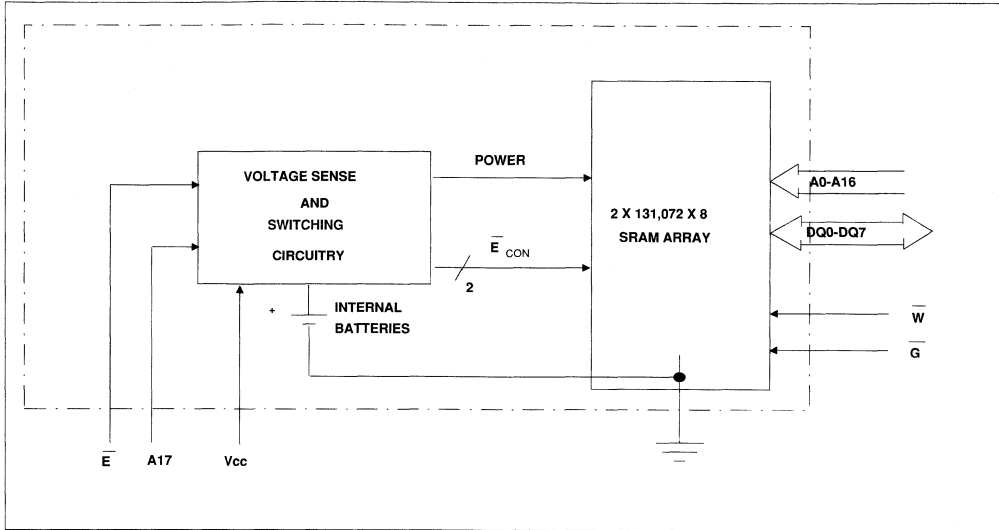 VOLTAGE SENSE
AND
SWITCHING
CIRCUITRY
POWER
E̅ CON
2
+
INTERNAL
BATTERIES
2 X 131,072 X 8
SRAM ARRAY
A0-A16
DQ0-DQ7
W̅
G̅
E̅
A17
Vcc